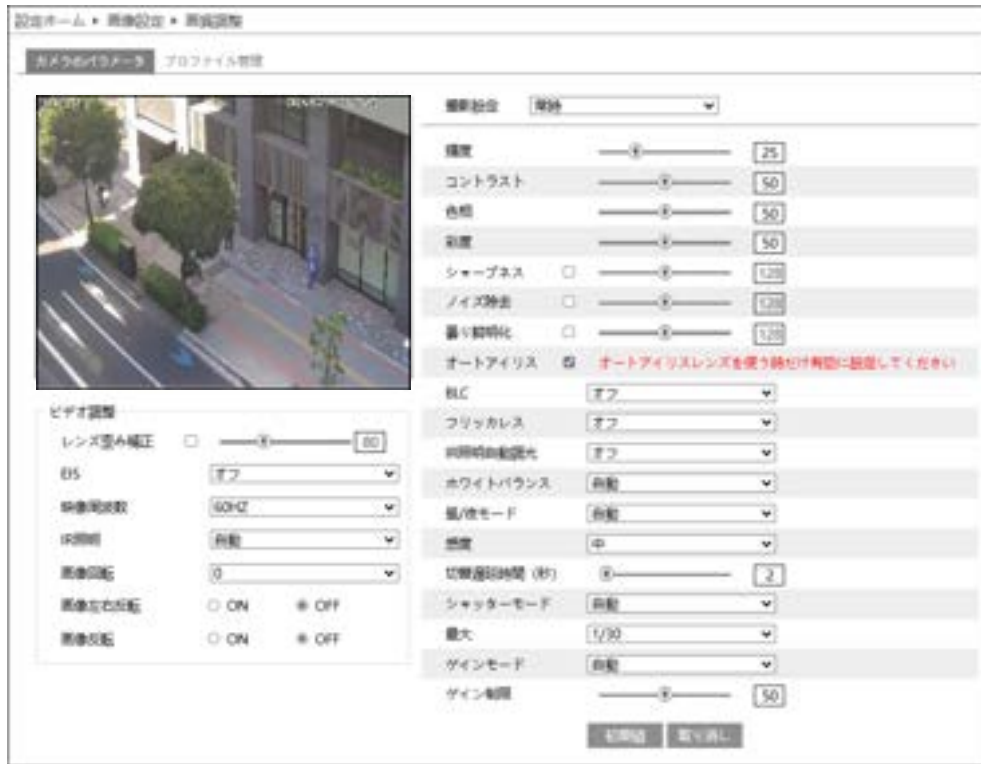 設定ホーム ▸ 画像設定 ▸ 画質調整
カメラのパラメータ プロファイル管理
撮影設定 常時
輝度 25
コントラスト 50
色相 50
彩度 50
シャープネス 128
ノイズ除去 128
曇り鮮明化 128
オートアイリス オートアイリスレンズを使う時だけ有効に設定してください
BLC オフ
フリッカレス オフ
IR照明自動調光 オフ
ホワイトバランス 自動
昼/夜モード 自動
感度 中
切替遅延時間（秒） 2
シャッターモード 自動
最大 1/30
ゲインモード 自動
ゲイン制限 50
初期値 取り消し
ビデオ調整
レンズ歪み補正 80
EIS オフ
映像周波数 60HZ
IR照明 自動
画像回転 0
画像左右反転 ON OFF
画像反転 ON OFF